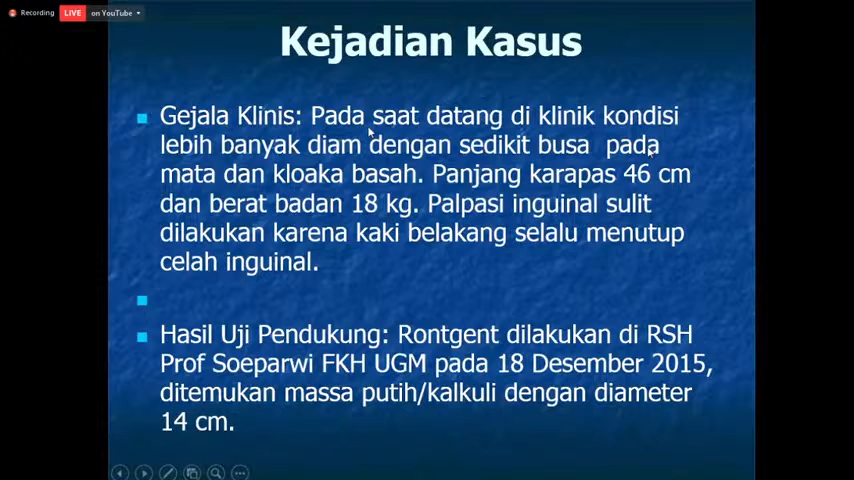 Recording LIVE on YouTube
Kejadian Kasus
Gejala Klinis: Pada saat datang di klinik kondisi
lebih banyak diam dengan sedikit busa pada
mata dan kloaka basah. Panjang karapas 46 cm
dan berat badan 18 kg. Palpasi inguinal sulit
dilakukan karena kaki belakang selalu menutup
celah inguinal.
Hasil Uji Pendukung: Rontgent dilakukan di RSH
Prof Soeparwi FKH UGM pada 18 Desember 2015,
ditemukan massa putih/kalkuli dengan diameter
14 cm.